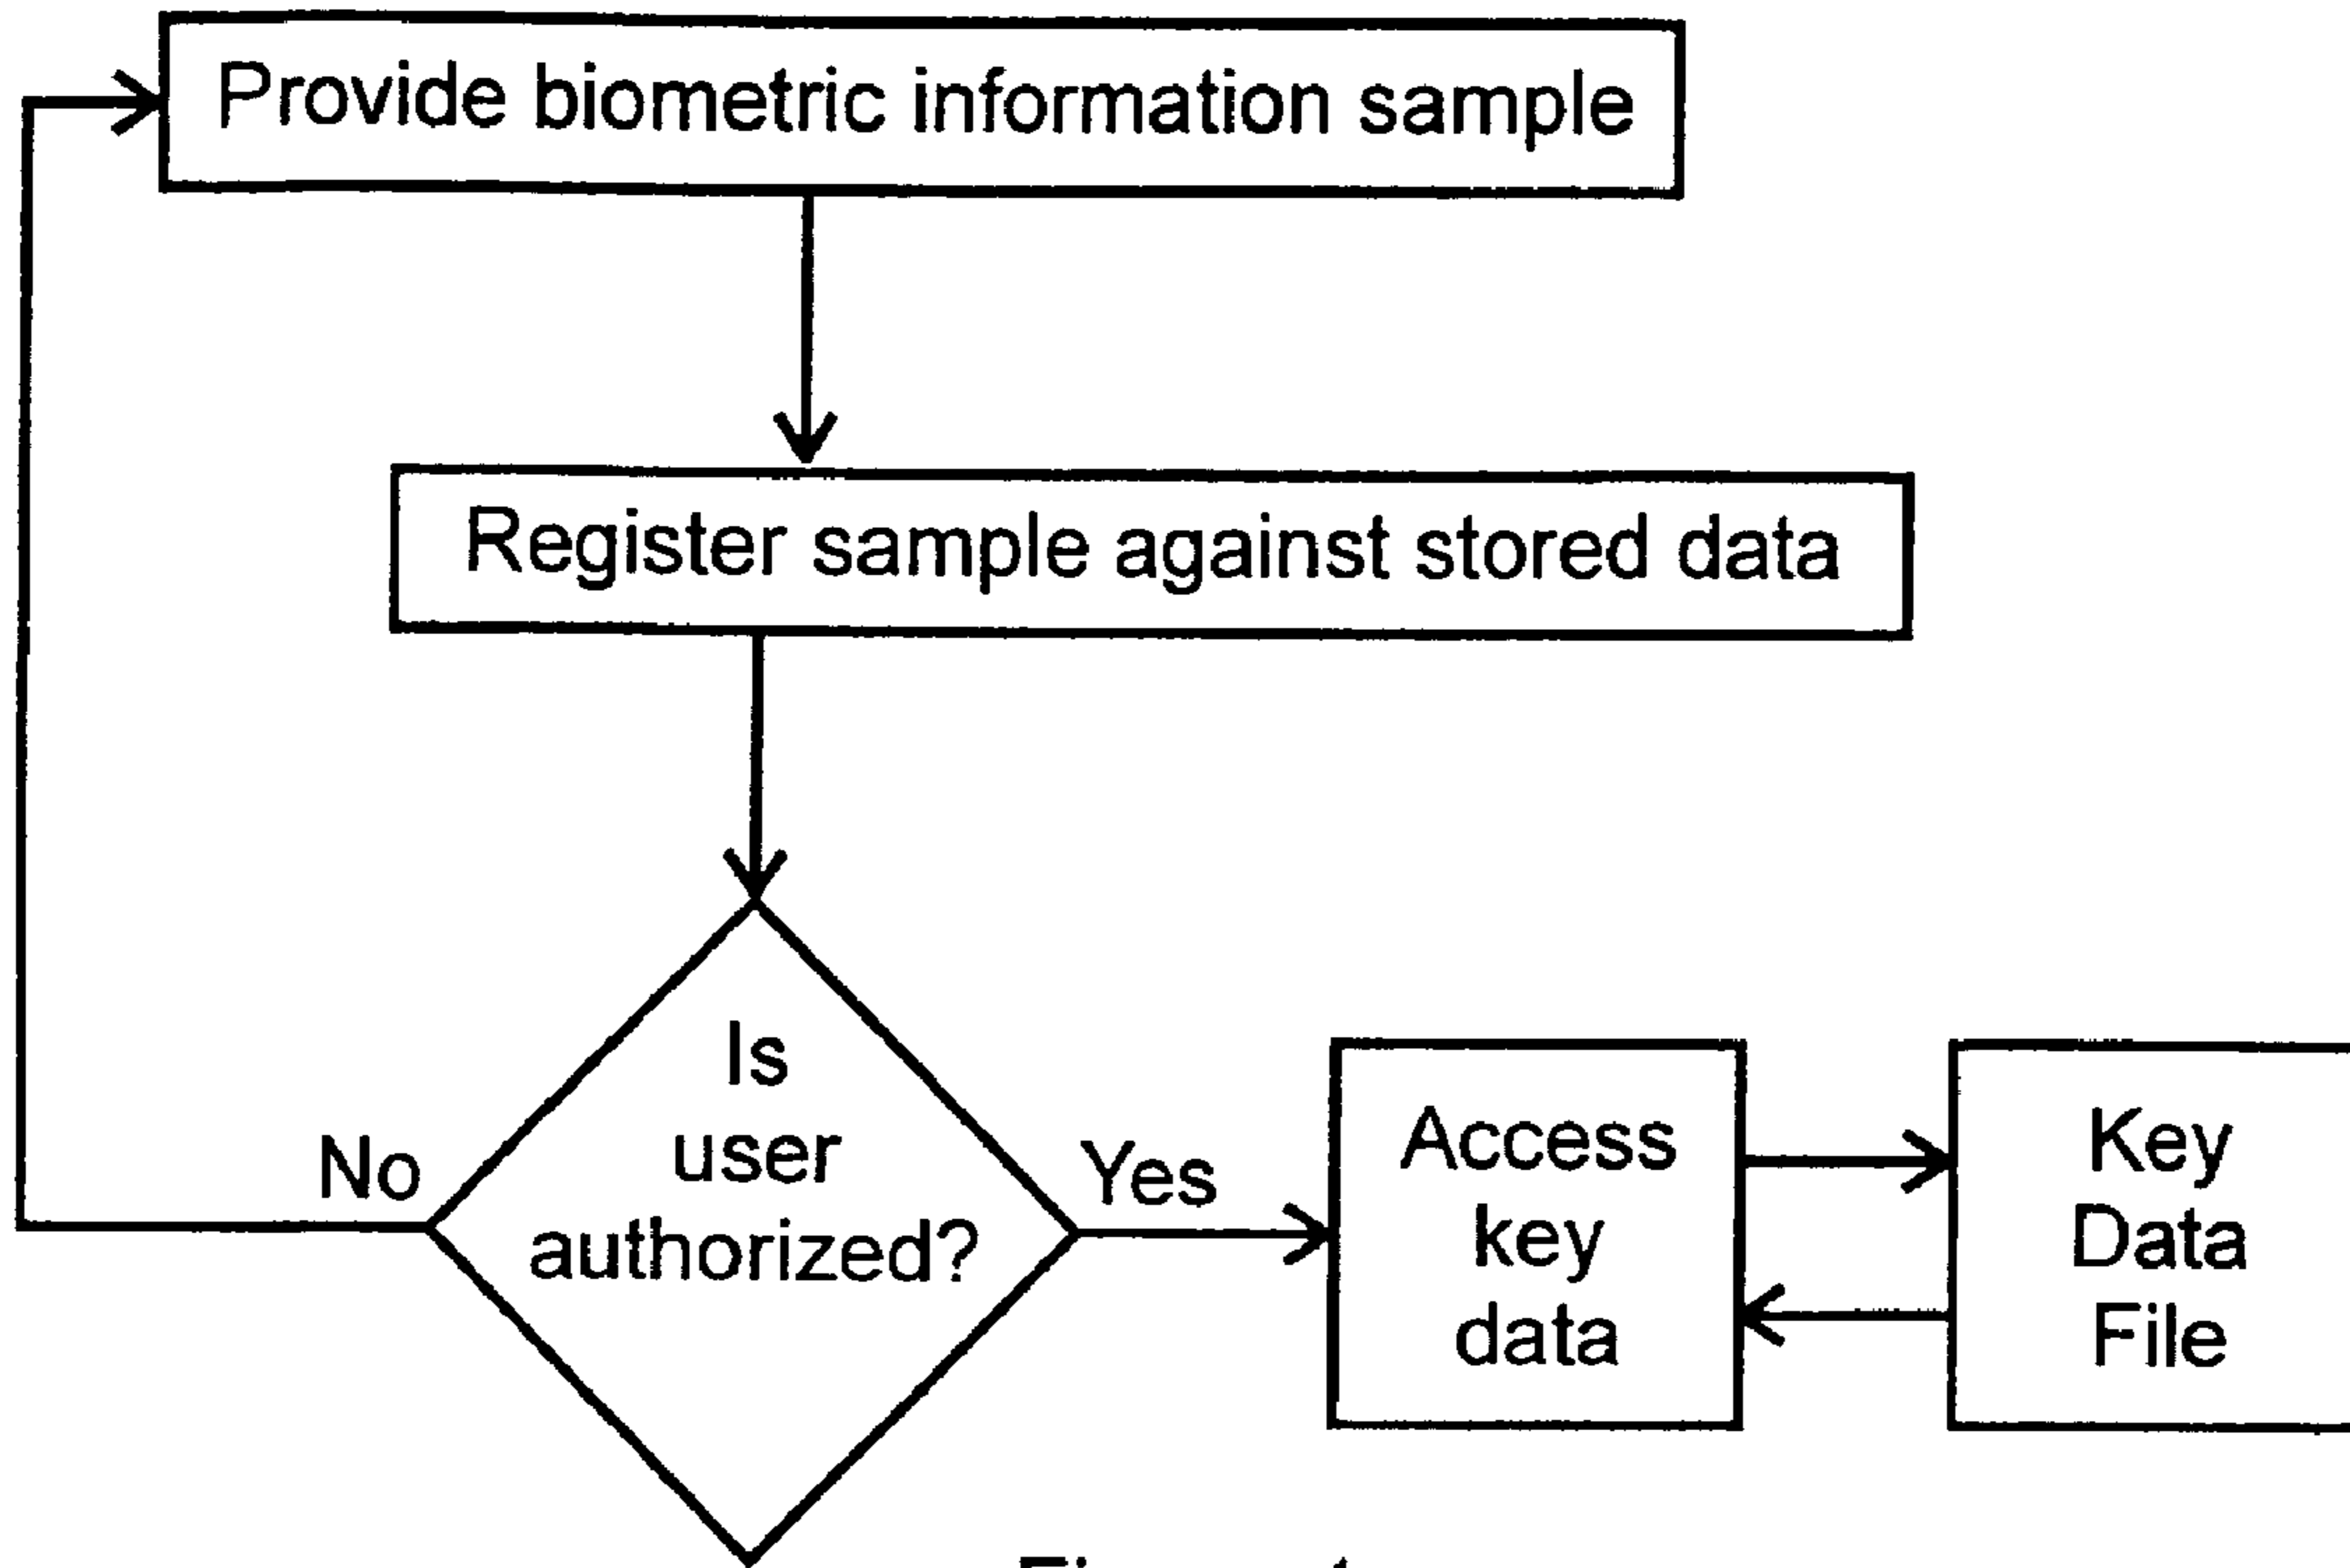 Provide biometric information sample
Register sample against stored data
Is
user
authorized?
No
Yes
Access
key
data
Key
Data
File